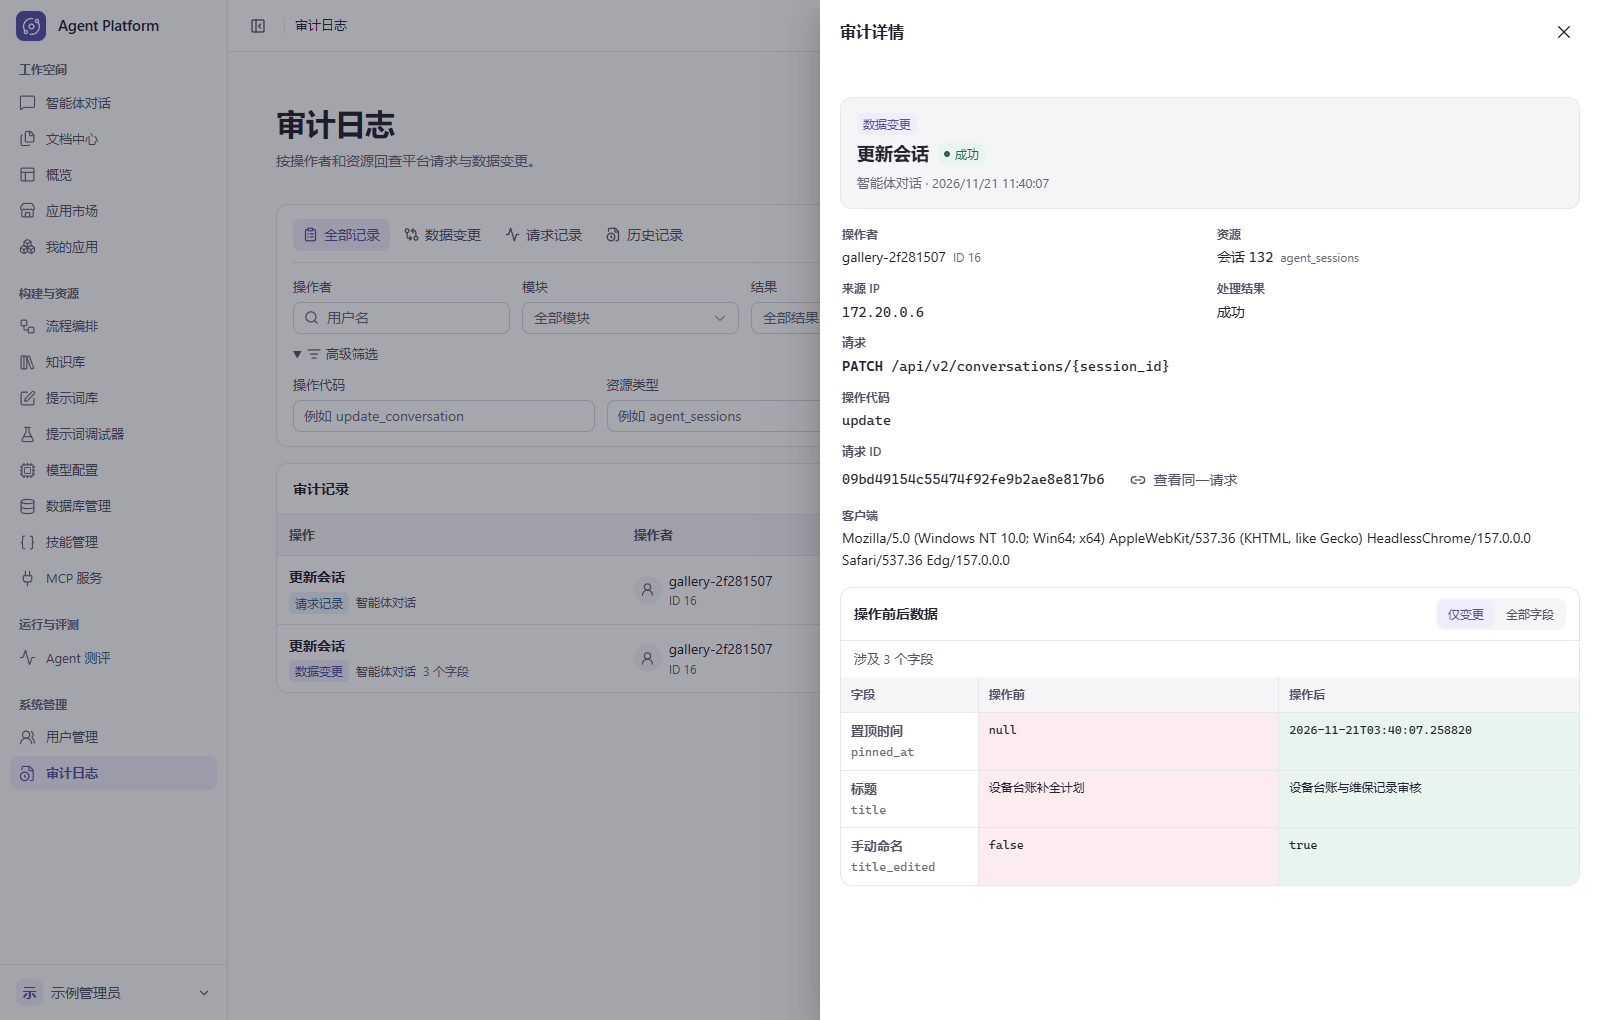 Agent Platform
工作空间
智能体对话
文档中心
概览
应用市场
我的应用
构建与资源
流程编排
知识库
提示词库
提示词调试器
模型配置
数据库管理
技能管理
MCP 服务
运行与评测
Agent 测评
系统管理
用户管理
审计日志
示 示例管理员
审计日志
审计日志
按操作者和资源回查平台请求与数据变更。
全部记录 数据变更 请求记录 历史记录
操作者 模块 结果
用户名 全部模块 全部结果
高级筛选
操作代码 资源类型
例如 update_conversation 例如 agent_sessions
审计记录
操作 操作者
更新会话 gallery-2f281507
请求记录 智能体对话 ID 16
更新会话 gallery-2f281507
数据变更 智能体对话 3 个字段 ID 16
审计详情
数据变更
更新会话 成功
智能体对话 · 2026/11/21 11:40:07
操作者 资源
gallery-2f281507 ID 16 会话 132 agent_sessions
来源 IP 处理结果
172.20.0.6 成功
请求
PATCH /api/v2/conversations/{session_id}
操作代码
update
请求 ID
09bd49154c55474f92fe9b2ae8e817b6 查看同一请求
客户端
Mozilla/5.0 (Windows NT 10.0; Win64; x64) AppleWebKit/537.36 (KHTML, like Gecko) HeadlessChrome/157.0.0.0
Safari/537.36 Edg/157.0.0.0
操作前后数据 仅变更 全部字段
涉及 3 个字段
字段 操作前 操作后
置顶时间 null 2026-11-21T03:40:07.258820
pinned_at
标题 设备台账补全计划 设备台账与维保记录审核
title
手动命名 false true
title_edited